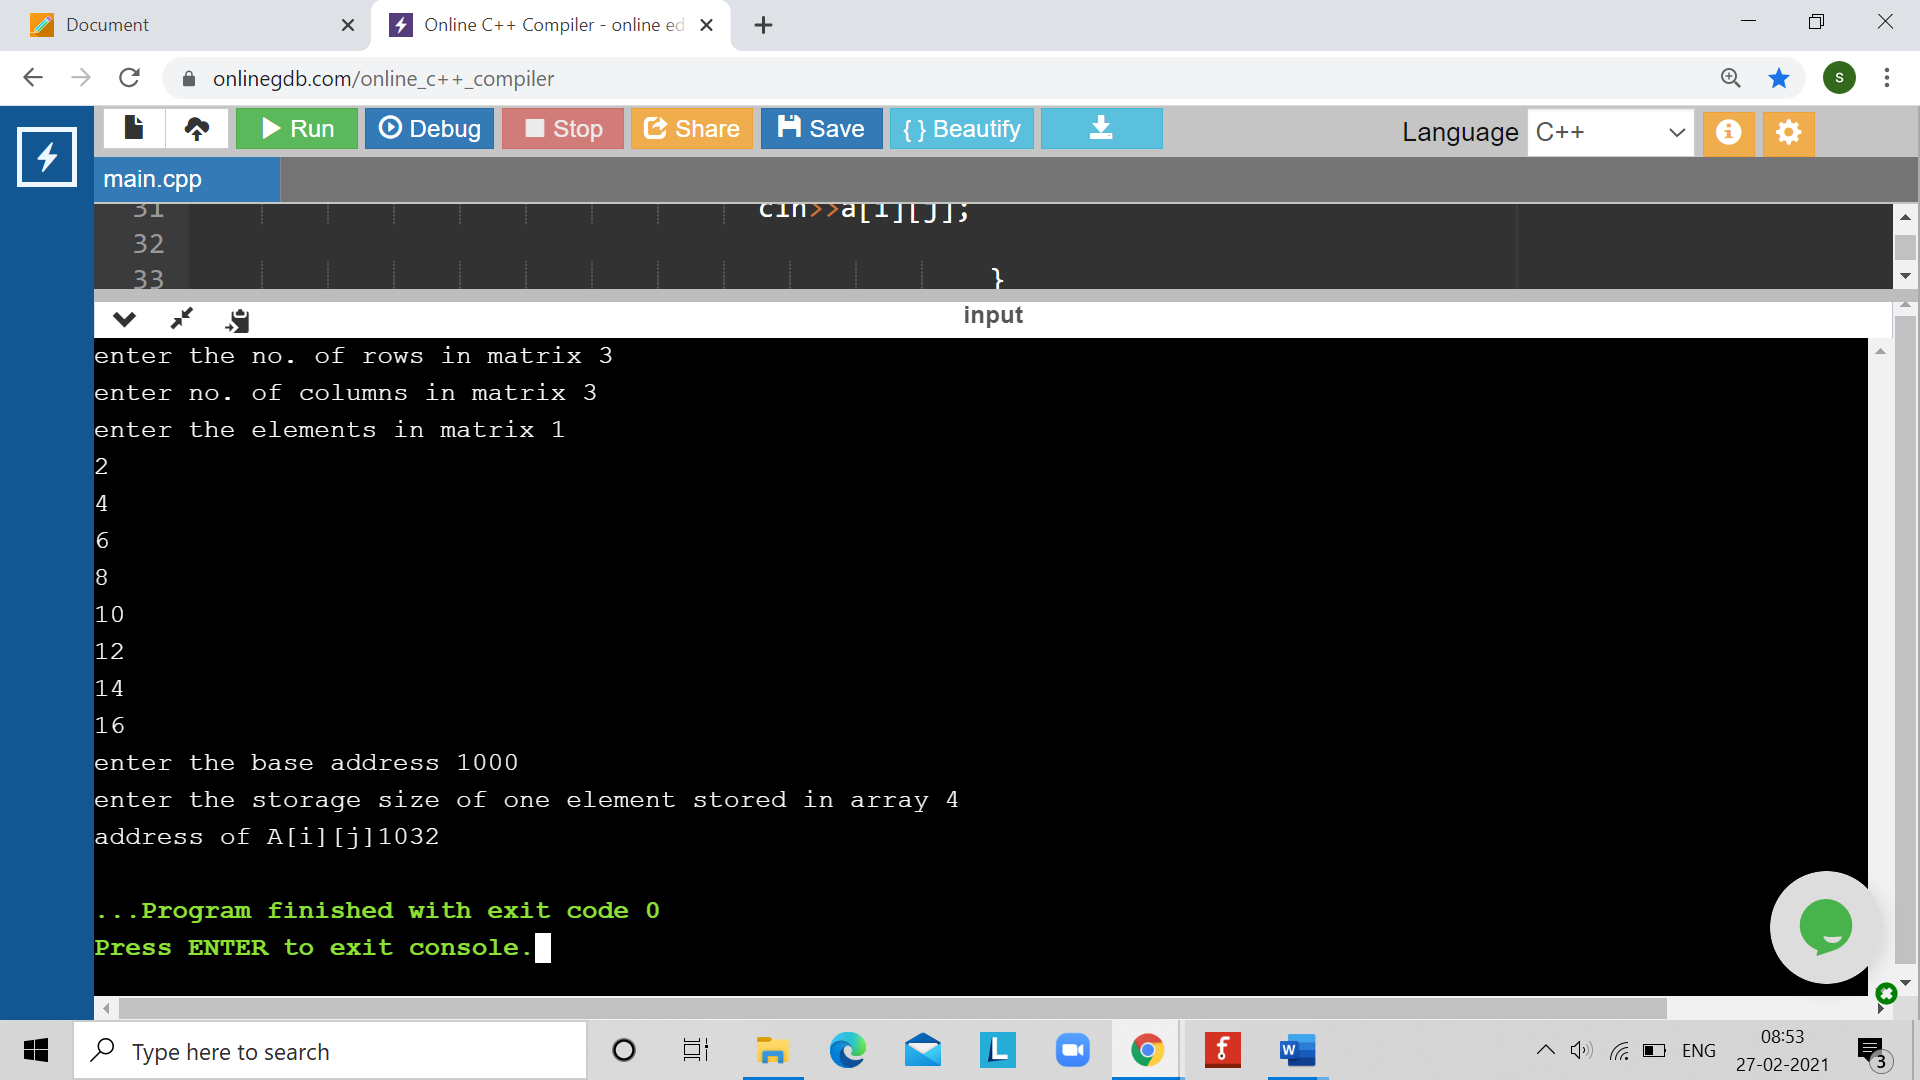 Document
Online C++ Compiler - online ed
onlinegdb.com/online_c++_compiler
S
Run Debug Stop Share Save { } Beautify Language C++
main.cpp
31 cin>>a[i][j];
32
33 }
input
enter the no. of rows in matrix 3
enter no. of columns in matrix 3
enter the elements in matrix 1
2
4
6
8
10
12
14
16
enter the base address 1000
enter the storage size of one element stored in array 4
address of A[i][j]1032
...Program finished with exit code 0
Press ENTER to exit console.
Type here to search
L
W
ENG
08:53
27-02-2021
3